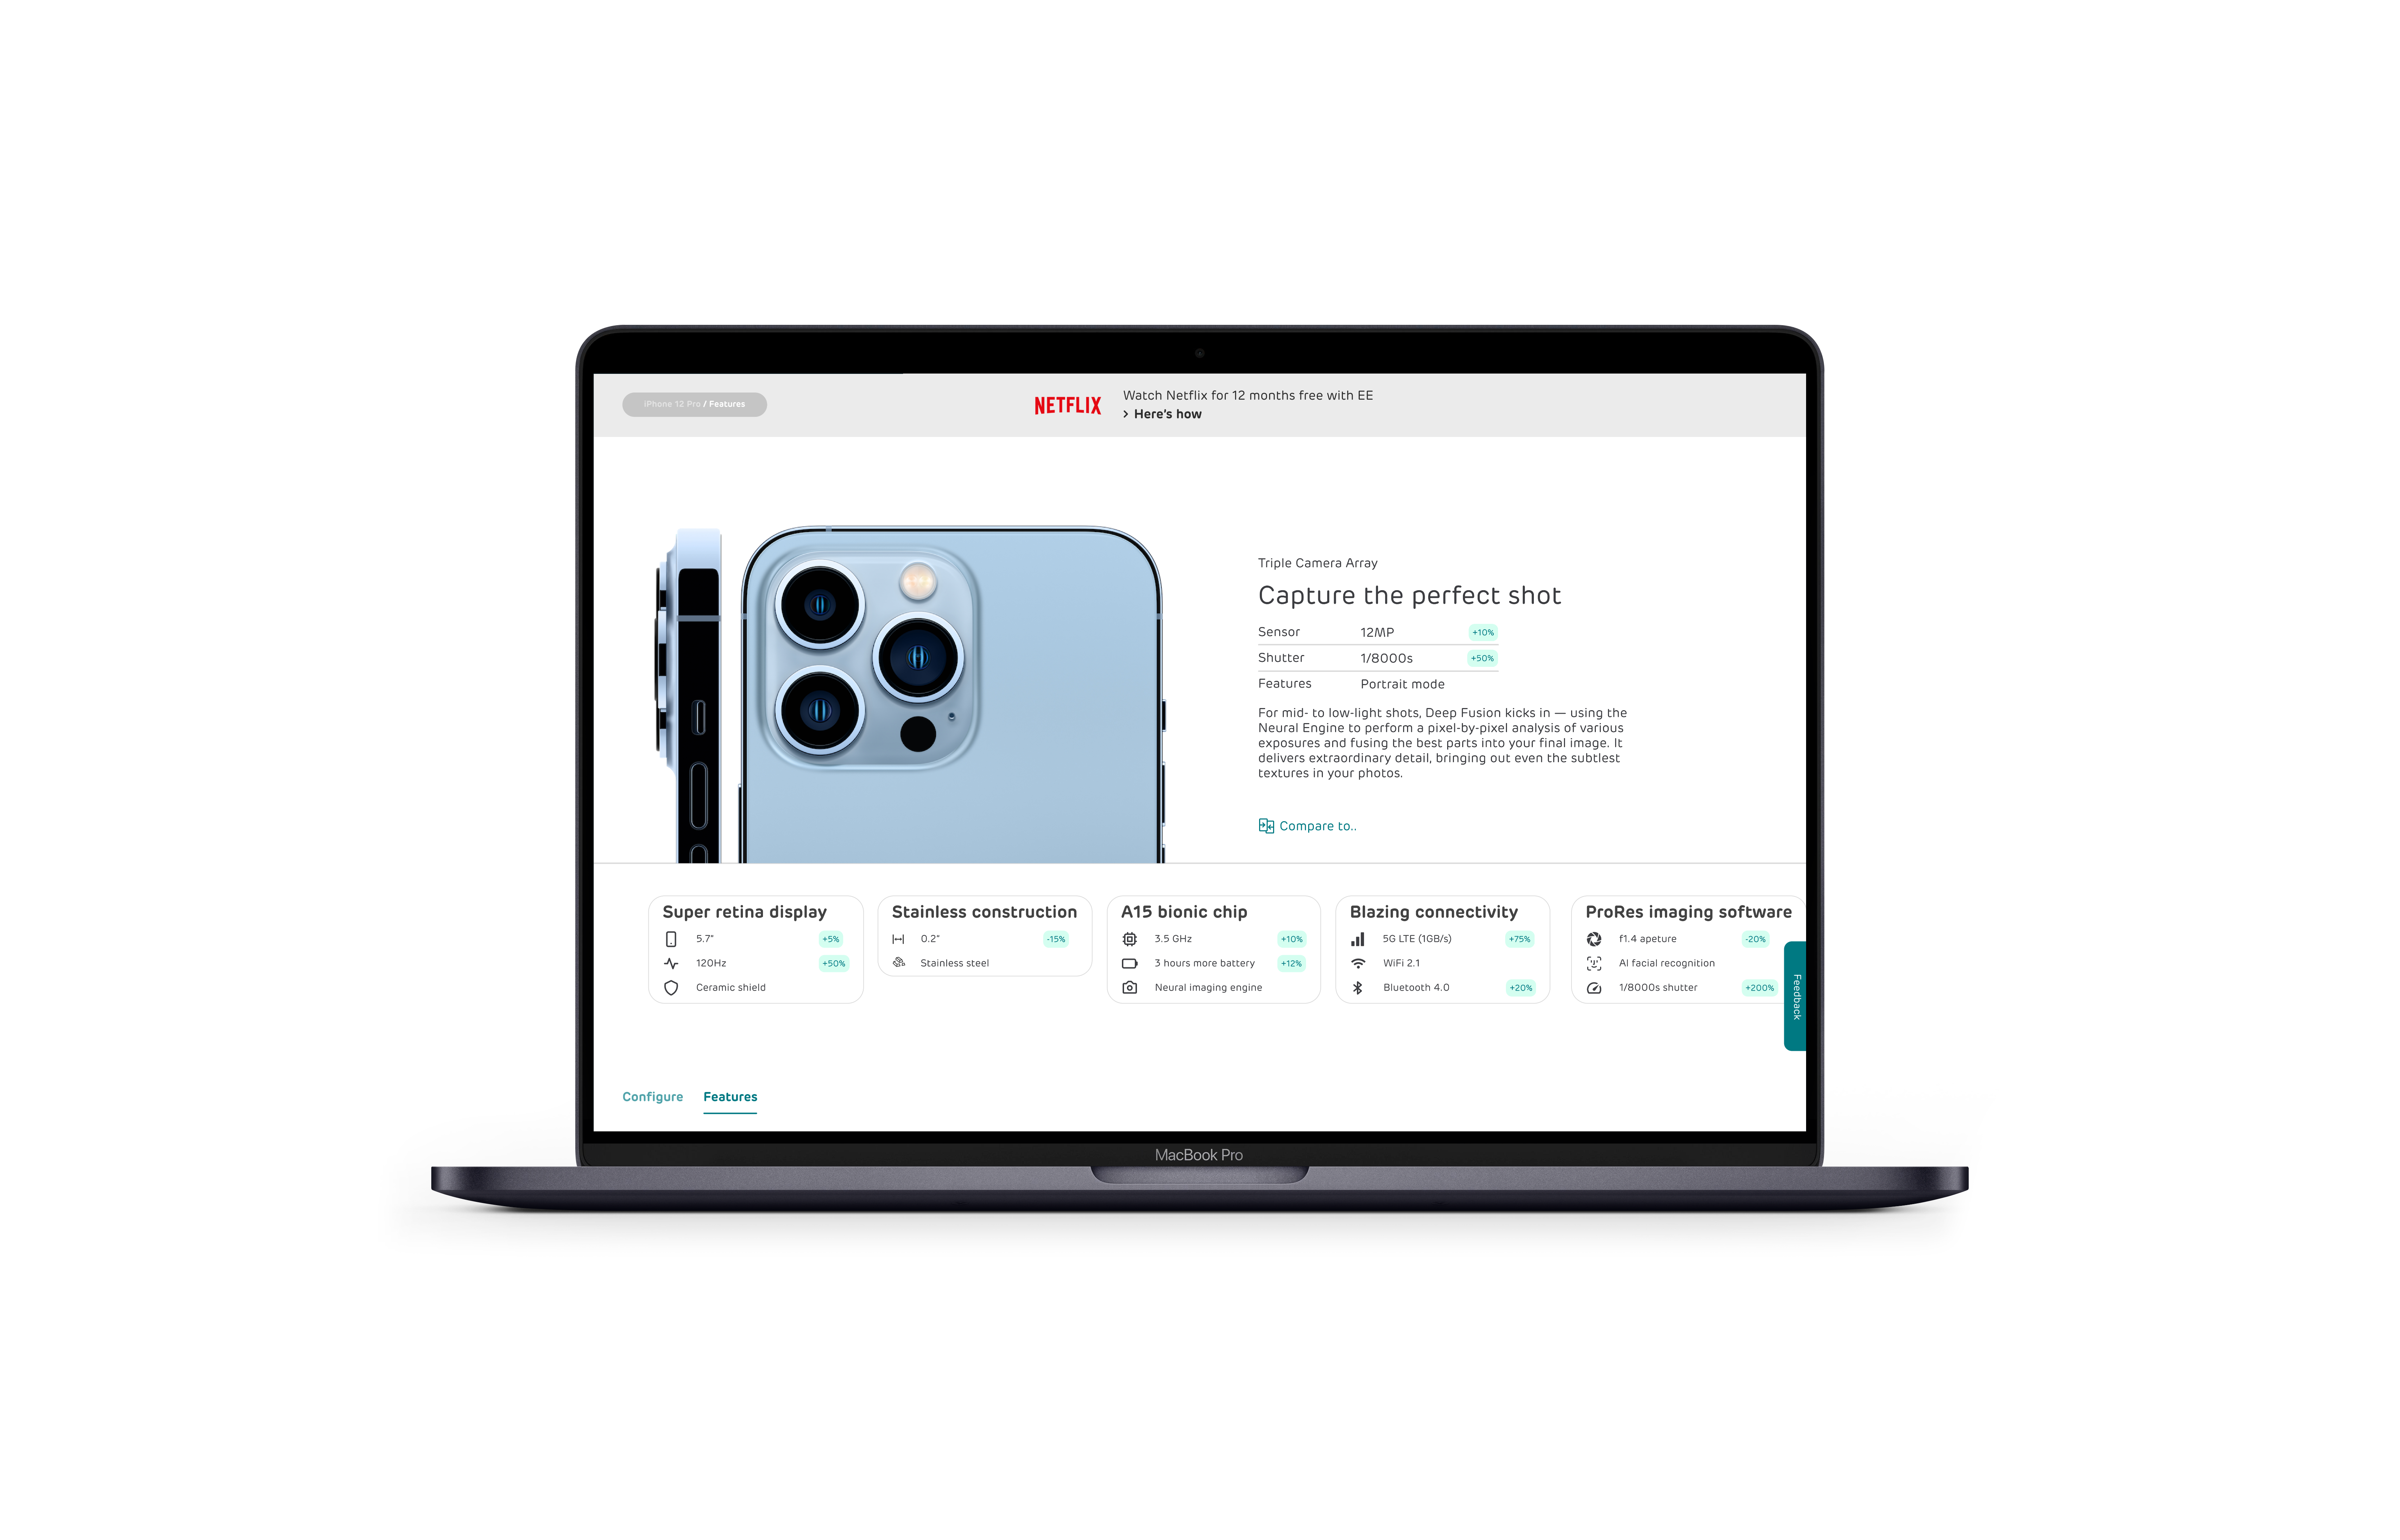 iPhone 12 Pro / Features
NETFLIX
Watch Netflix for 12 months free with EE
> Here's how
Triple Camera Array
Capture the perfect shot
Sensor 12MP +10%
Shutter 1/8000s +50%
Features Portrait mode
For mid- to low-light shots, Deep Fusion kicks in — using the
Neural Engine to perform a pixel-by-pixel analysis of various
exposures and fusing the best parts into your final image. It
delivers extraordinary detail, bringing out even the subtlest
textures in your photos.
Compare to..
Super retina display
5.7" +5%
120Hz +50%
Ceramic shield
Stainless construction
0.2" -15%
Stainless steel
A15 bionic chip
3.5 GHz +10%
3 hours more battery +12%
Neural imaging engine
Blazing connectivity
5G LTE (1GB/s) +75%
WiFi 2.1
Bluetooth 4.0 +20%
ProRes imaging software
f1.4 apeture -20%
AI facial recognition
1/8000s shutter +200%
Feedback
Configure Features
MacBook Pro